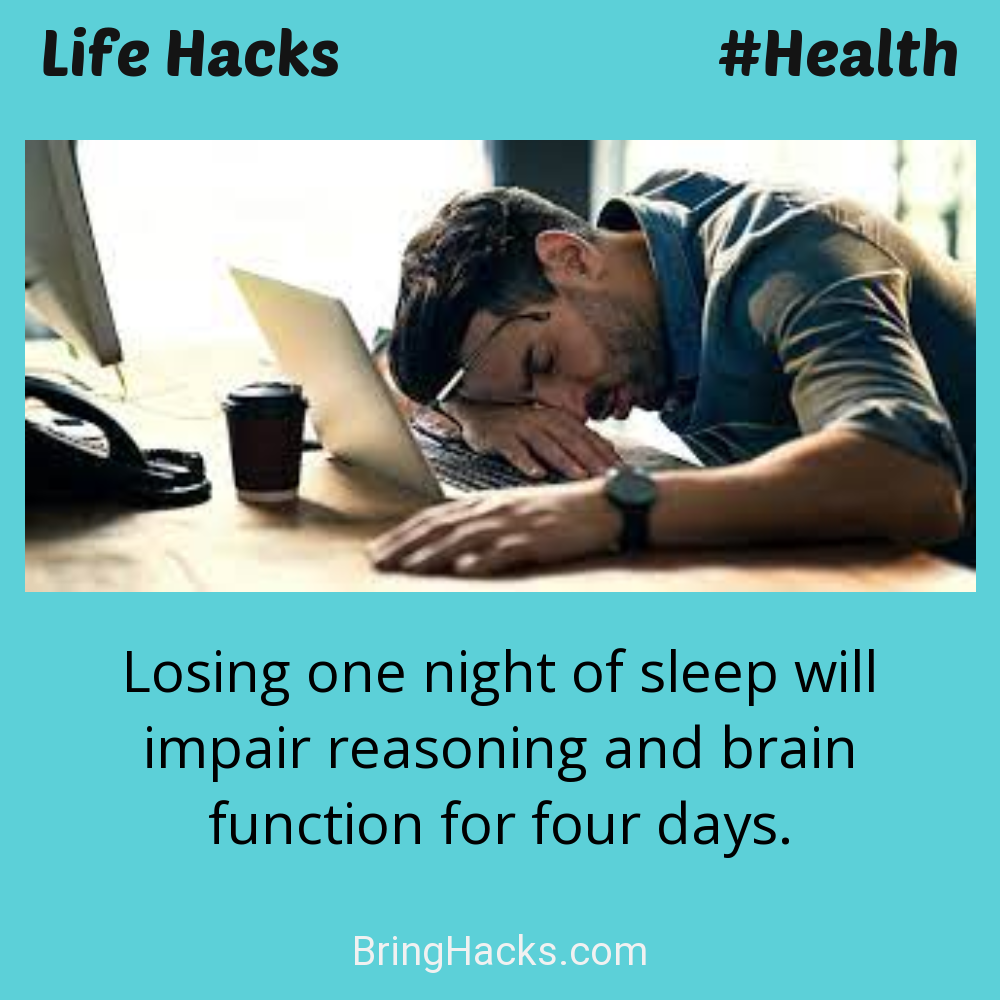 Life Hacks
#Health
Losing one night of sleep will
impair reasoning and brain
function for four days.
BringHacks.com